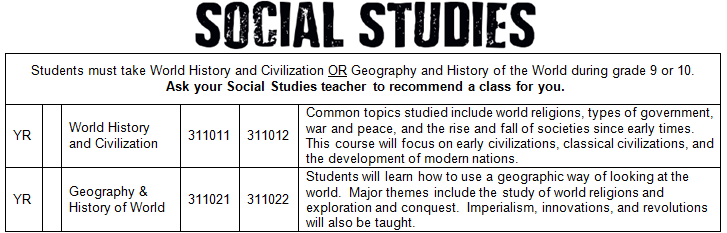 SOCIAL STUDIES
Students must take World History and Civilization OR Geography and History of the World during grade 9 or 10.
Ask your Social Studies teacher to recommend a class for you.
YR World History and Civilization 311011 311012 Common topics studied include world religions, types of government,
war and peace, and the rise and fall of societies since early times.
This course will focus on early civilizations, classical civilizations, and
the development of modern nations.
YR Geography & History of World 311021 311022 Students will learn how to use a geographic way of looking at the
world. Major themes include the study of world religions and
exploration and conquest. Imperialism, innovations, and revolutions
will also be taught.